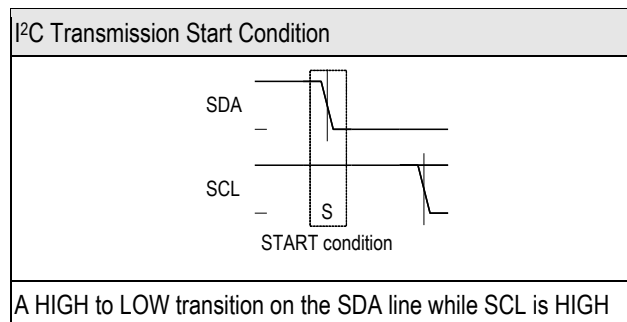 I²C Transmission Start Condition
SDA
SCL
S
START condition
A HIGH to LOW transition on the SDA line while SCL is HIGH